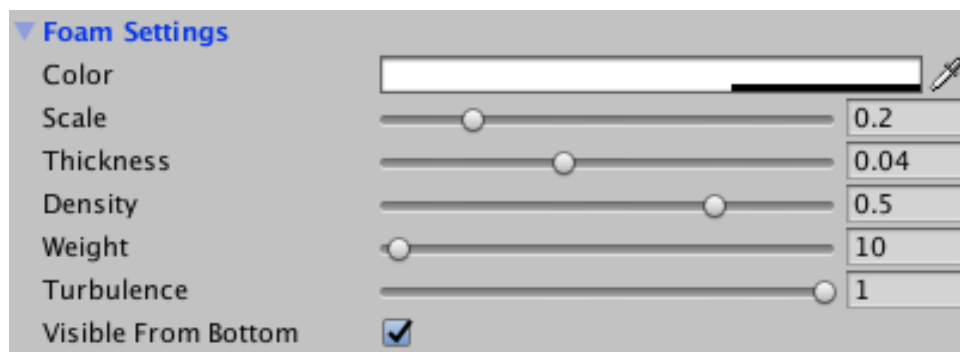 Foam Settings
Color
Scale 0.2
Thickness 0.04
Density 0.5
Weight 10
Turbulence 1
Visible From Bottom